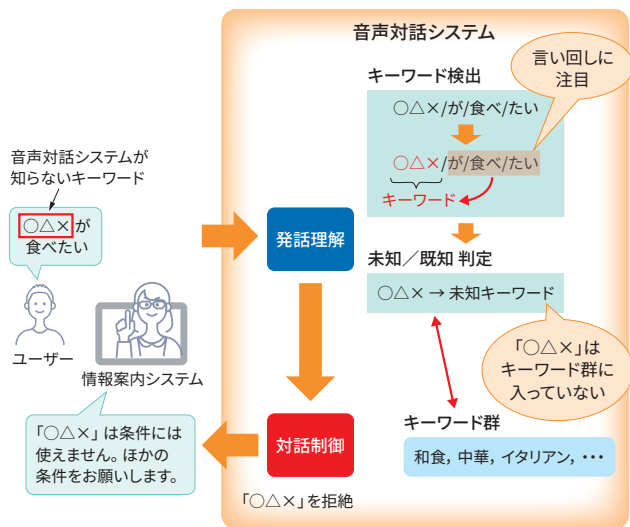 音声対話システム
キーワード検出
言い回しに
注目
○△×/が/食べ/たい
○△×/が/食べ/たい
キーワード
音声対話システムが
知らないキーワード
○△× が
食べたい
ユーザー
情報案内システム
発話理解
未知／既知 判定
○△× → 未知キーワード
「○△×」は
キーワード群に
入っていない
キーワード群
和食, 中華, イタリアン, ･･･
対話制御
「○△×」を拒絶
「○△×」は条件には
使えません。ほかの
条件をお願いします。